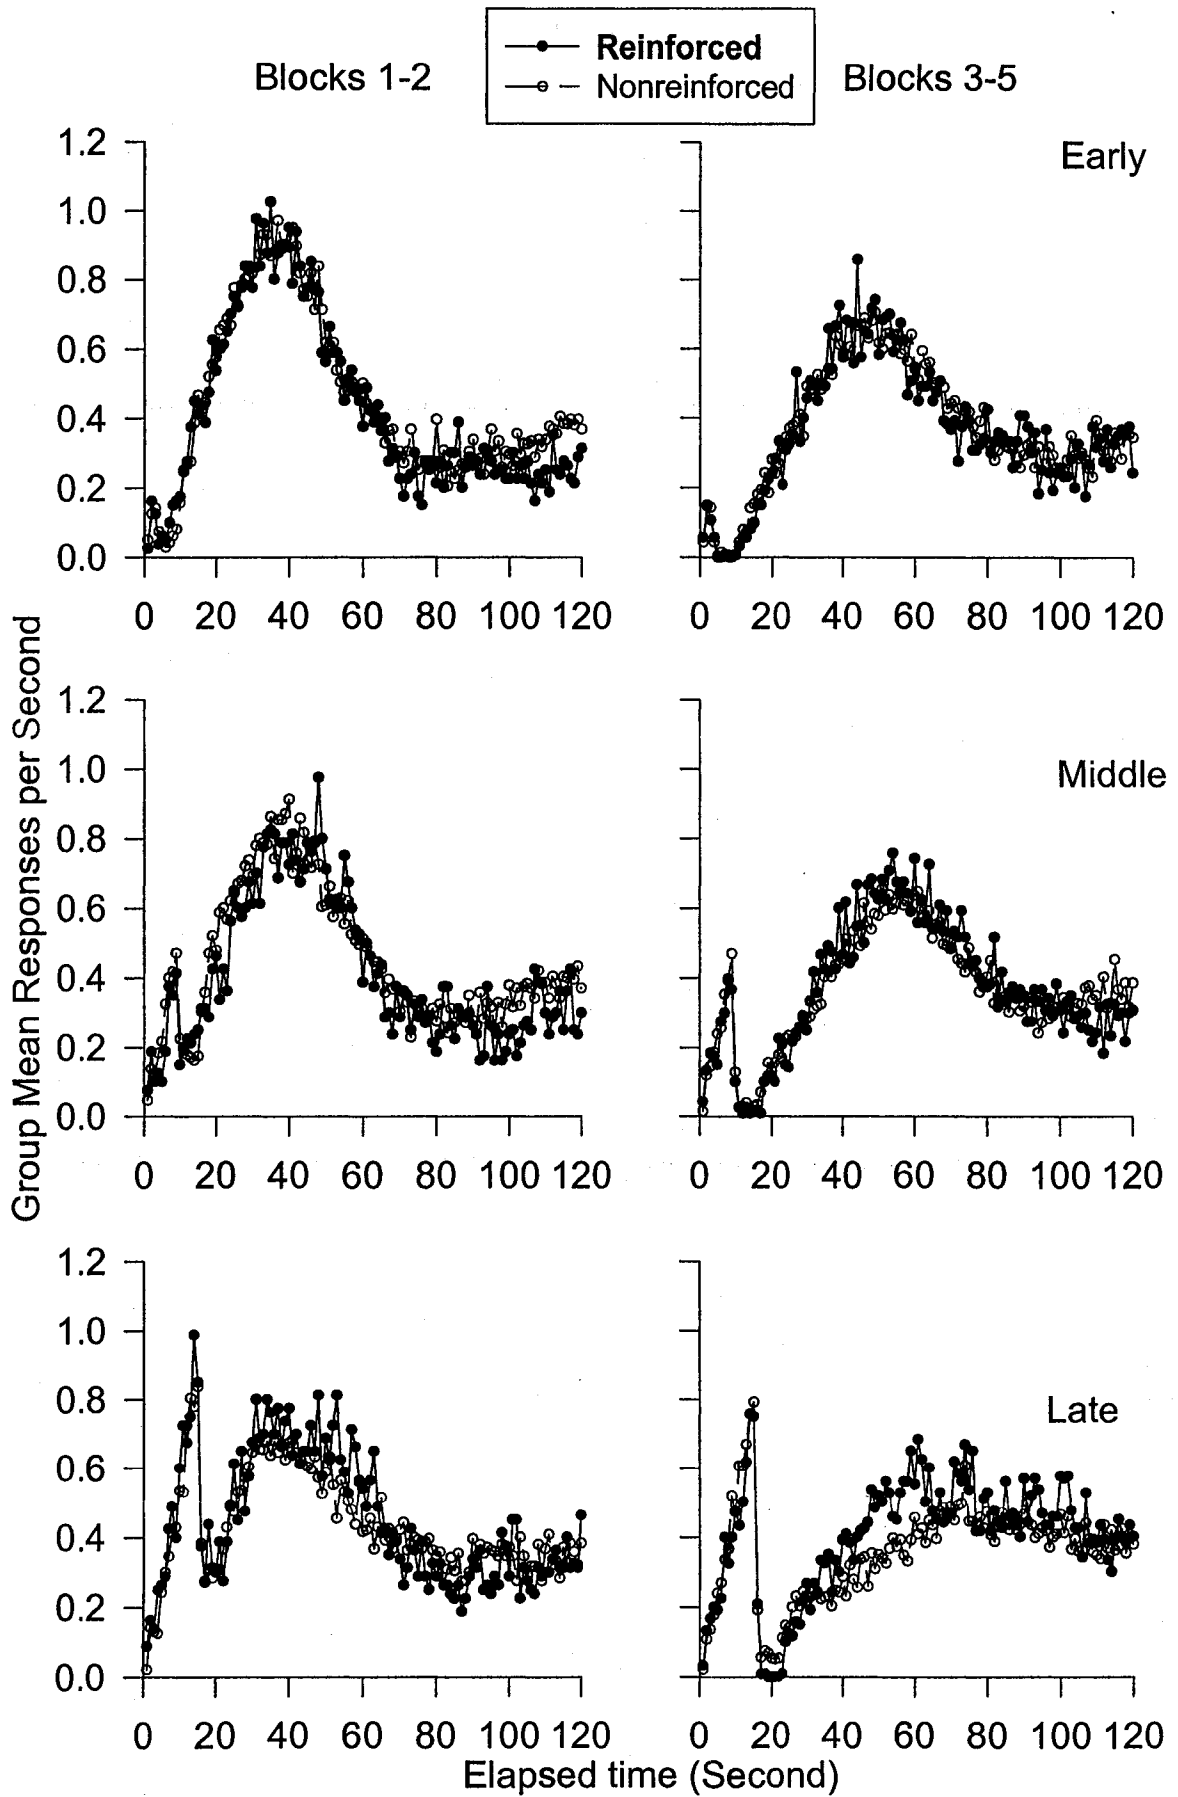 Reinforced
Nonreinforced
Blocks 1-2
Blocks 3-5
Early
1.2
1.0
0.8
0.6
0.4
0.2
0.0
0 20 40 60 80 100 120
0 20 40 60 80 100 120
Group Mean Responses per Second
Middle
1.2
1.0
0.8
0.6
0.4
0.2
0.0
0 20 40 60 80 100 120
0 20 40 60 80 100 120
Late
1.2
1.0
0.8
0.6
0.4
0.2
0.0
0 20 40 60 80 100 120
0 20 40 60 80 100 120
Elapsed time (Second)